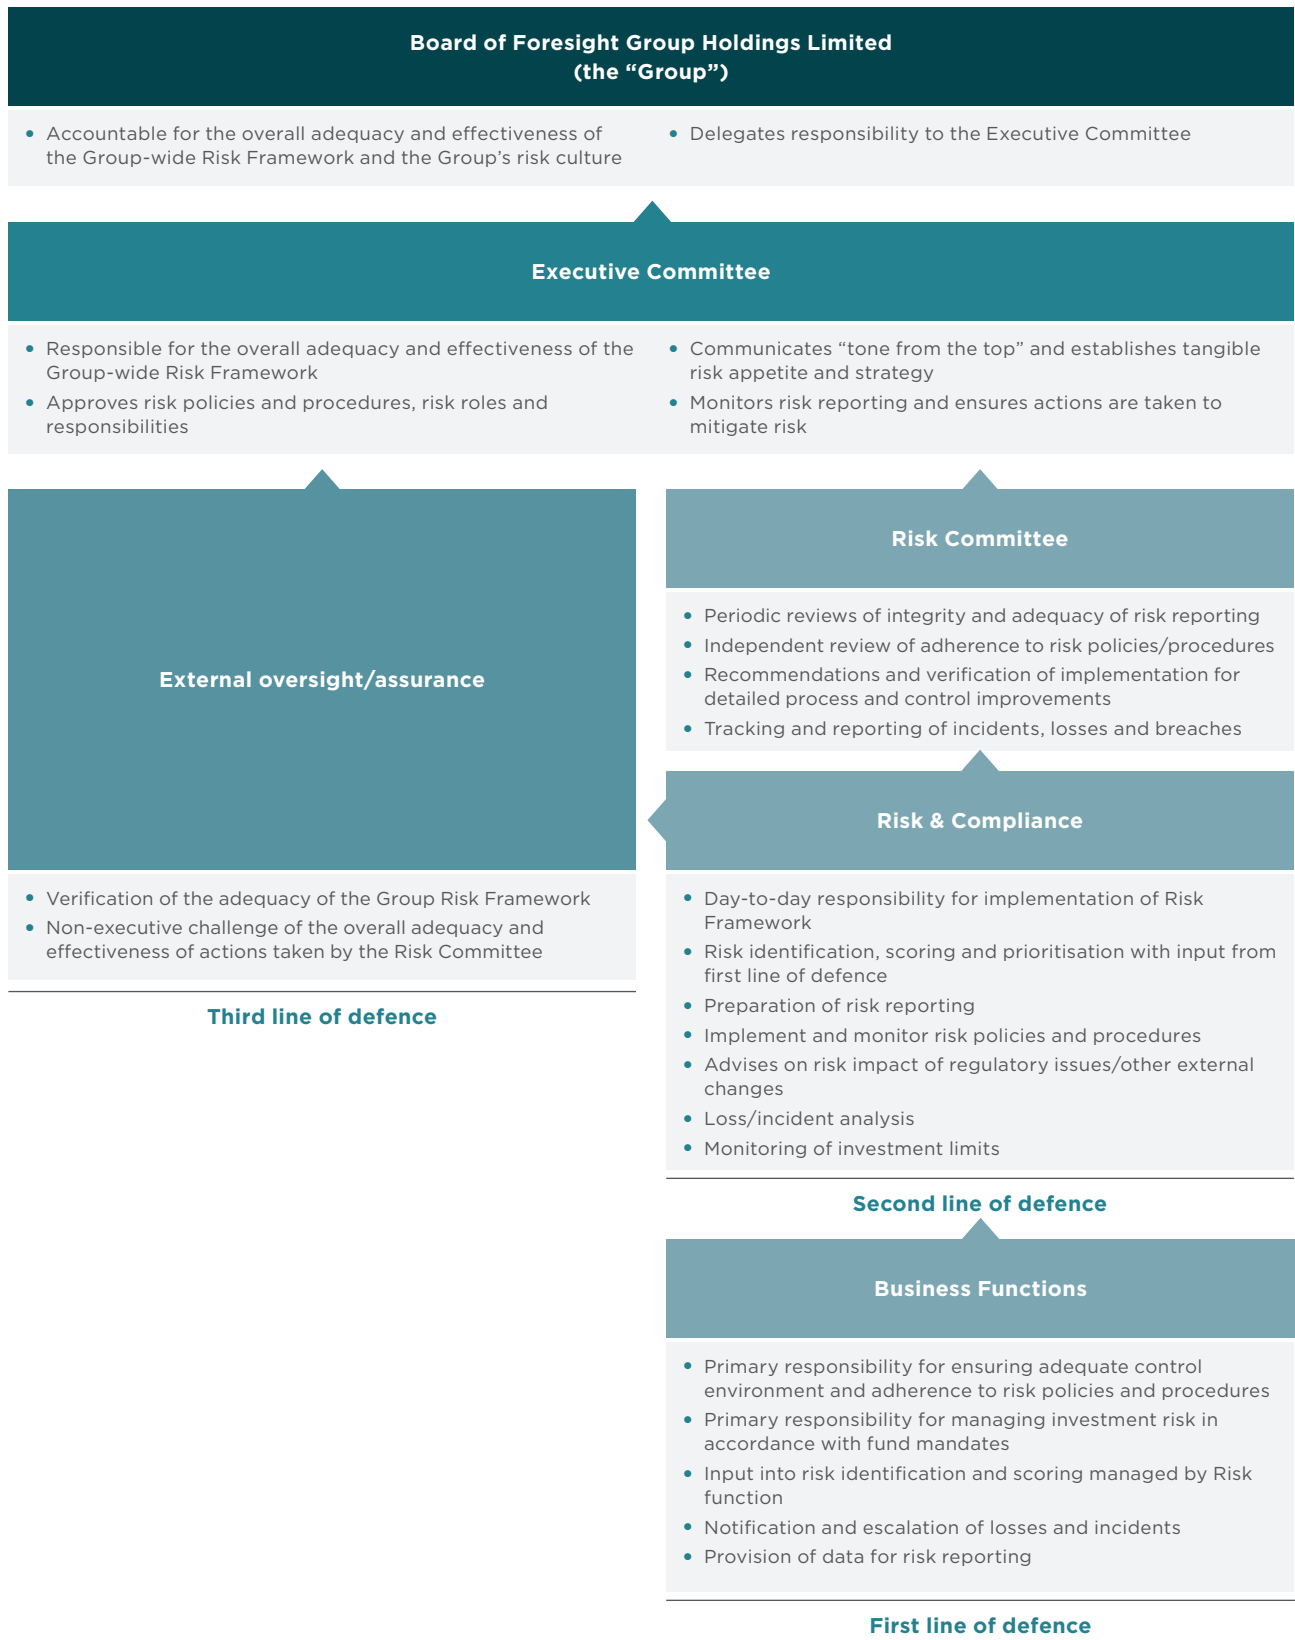 Board of Foresight Group Holdings Limited
(the “Group”)
• Accountable for the overall adequacy and effectiveness of
the Group-wide Risk Framework and the Group’s risk culture
• Delegates responsibility to the Executive Committee
Executive Committee
• Responsible for the overall adequacy and effectiveness of the
Group-wide Risk Framework
• Approves risk policies and procedures, risk roles and
responsibilities
• Communicates “tone from the top” and establishes tangible
risk appetite and strategy
• Monitors risk reporting and ensures actions are taken to
mitigate risk
External oversight/assurance
• Verification of the adequacy of the Group Risk Framework
• Non-executive challenge of the overall adequacy and
effectiveness of actions taken by the Risk Committee
Third line of defence
Risk Committee
• Periodic reviews of integrity and adequacy of risk reporting
• Independent review of adherence to risk policies/procedures
• Recommendations and verification of implementation for
detailed process and control improvements
• Tracking and reporting of incidents, losses and breaches
Risk & Compliance
• Day-to-day responsibility for implementation of Risk
Framework
• Risk identification, scoring and prioritisation with input from
first line of defence
• Preparation of risk reporting
• Implement and monitor risk policies and procedures
• Advises on risk impact of regulatory issues/other external
changes
• Loss/incident analysis
• Monitoring of investment limits
Second line of defence
Business Functions
• Primary responsibility for ensuring adequate control
environment and adherence to risk policies and procedures
• Primary responsibility for managing investment risk in
accordance with fund mandates
• Input into risk identification and scoring managed by Risk
function
• Notification and escalation of losses and incidents
• Provision of data for risk reporting
First line of defence